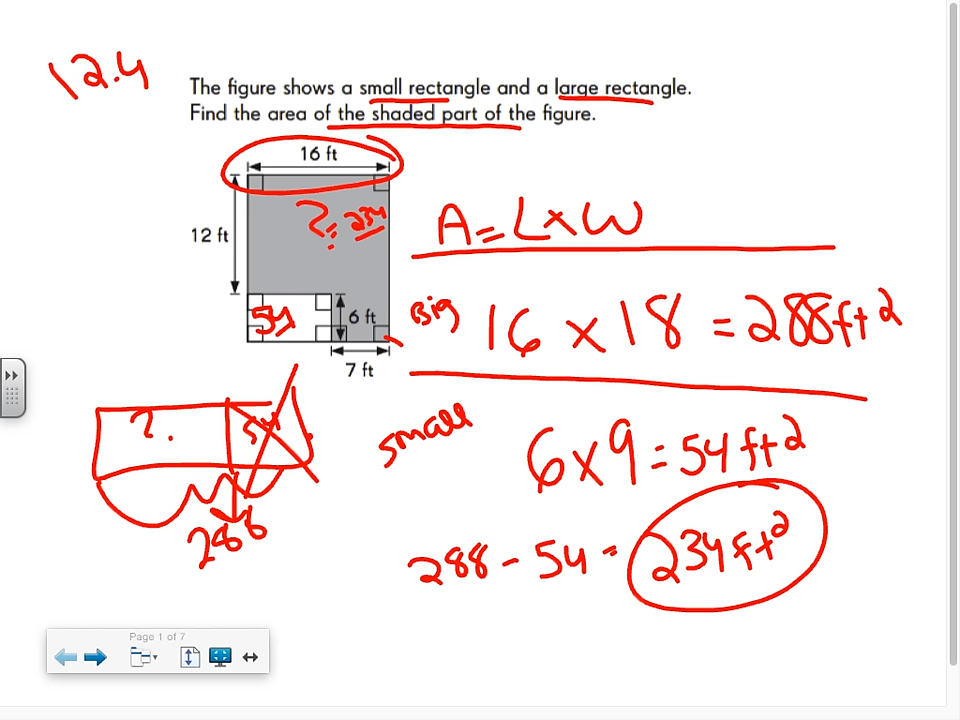 12.4
The figure shows a small rectangle and a large rectangle.
Find the area of the shaded part of the figure.
16 ft
?. 234
12 ft
A=L×W
54
6 ft
Big 16 × 18 = 288ft2
7 ft
?. 54
288
small 6×9=54ft2
288-54= 234ft2
Page 1 of 7